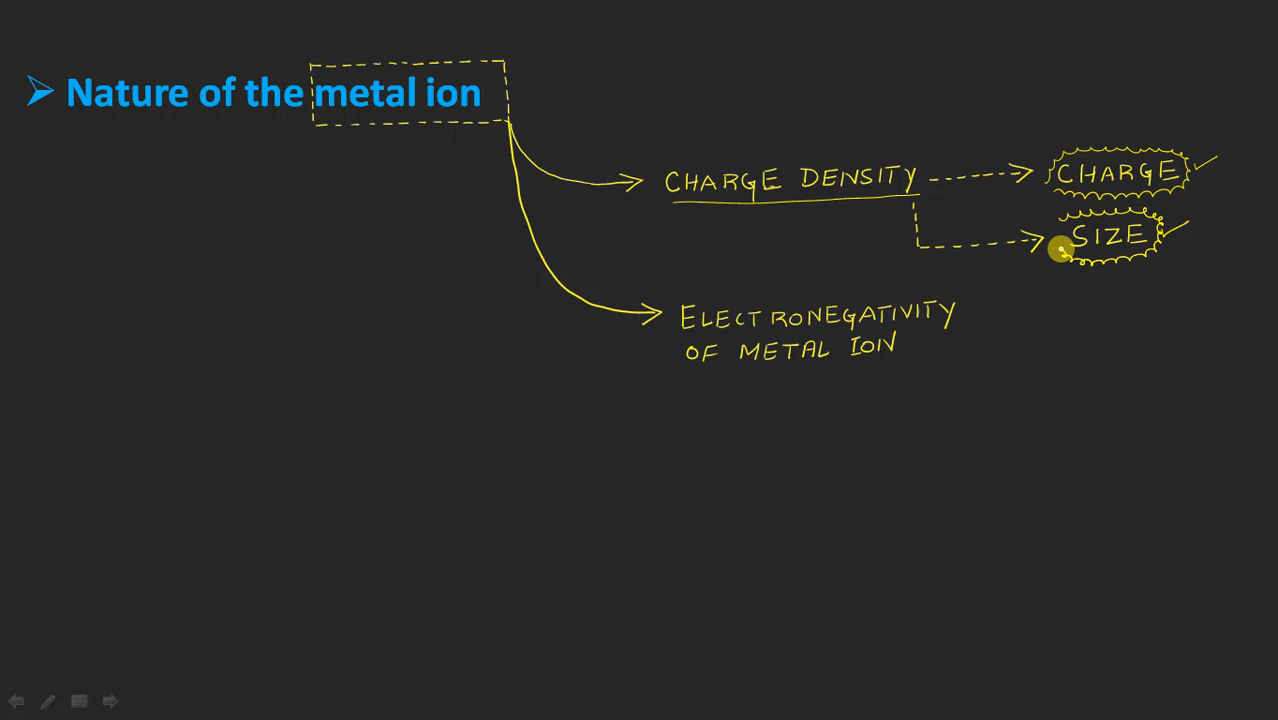 Nature of the metal ion
CHARGE DENSITY
CHARGE
SIZE
ELECTRONEGATIVITY
OF METAL ION